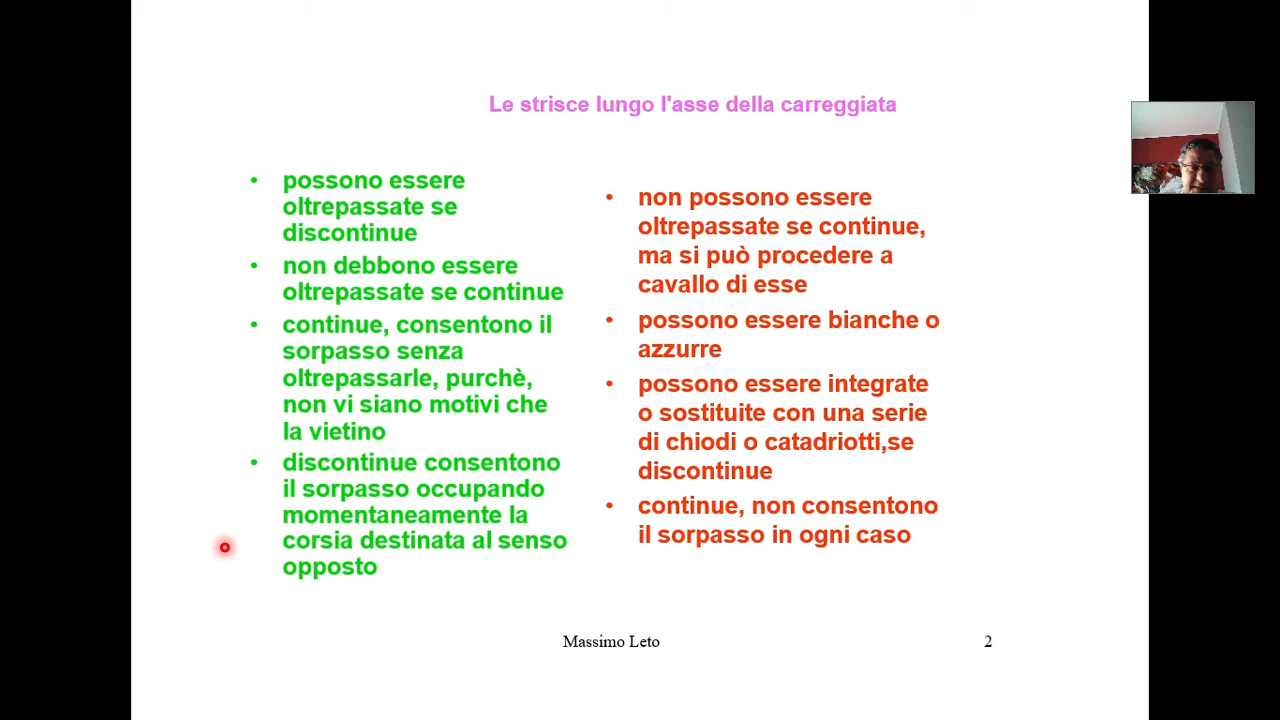 Le strisce lungo l'asse della carreggiata
• possono essere
oltrepassate se
discontinue
• non debbono essere
oltrepassate se continue
• continue, consentono il
sorpasso senza
oltrepassarle, purchè,
non vi siano motivi che
la vietino
• discontinue consentono
il sorpasso occupando
momentaneamente la
corsia destinata al senso
opposto
• non possono essere
oltrepassate se continue,
ma si può procedere a
cavallo di esse
• possono essere bianche o
azzurre
• possono essere integrate
o sostituite con una serie
di chiodi o catadriotti,se
discontinue
• continue, non consentono
il sorpasso in ogni caso
Massimo Leto
2